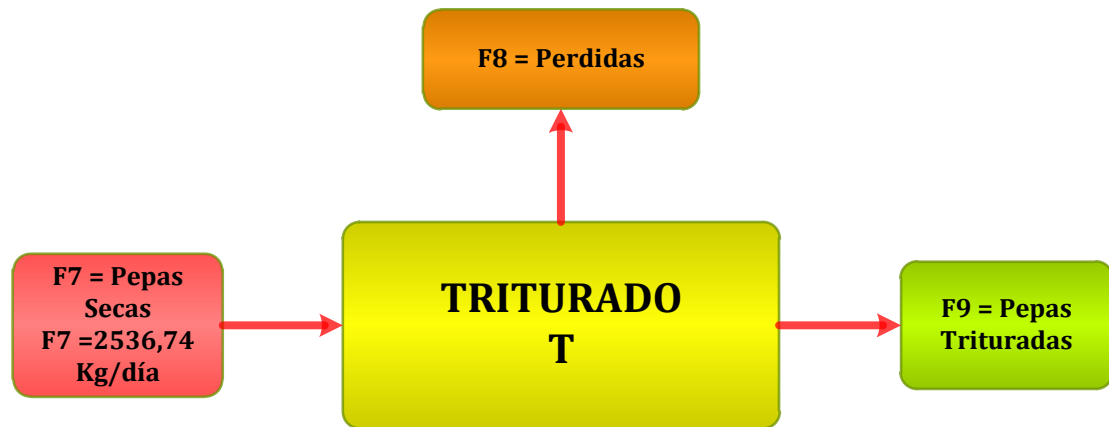 F8 = Perdidas
F7 = Pepas
Secas
F7 =2536,74
Kg/día
TRITURADO
T
F9 = Pepas
Trituradas